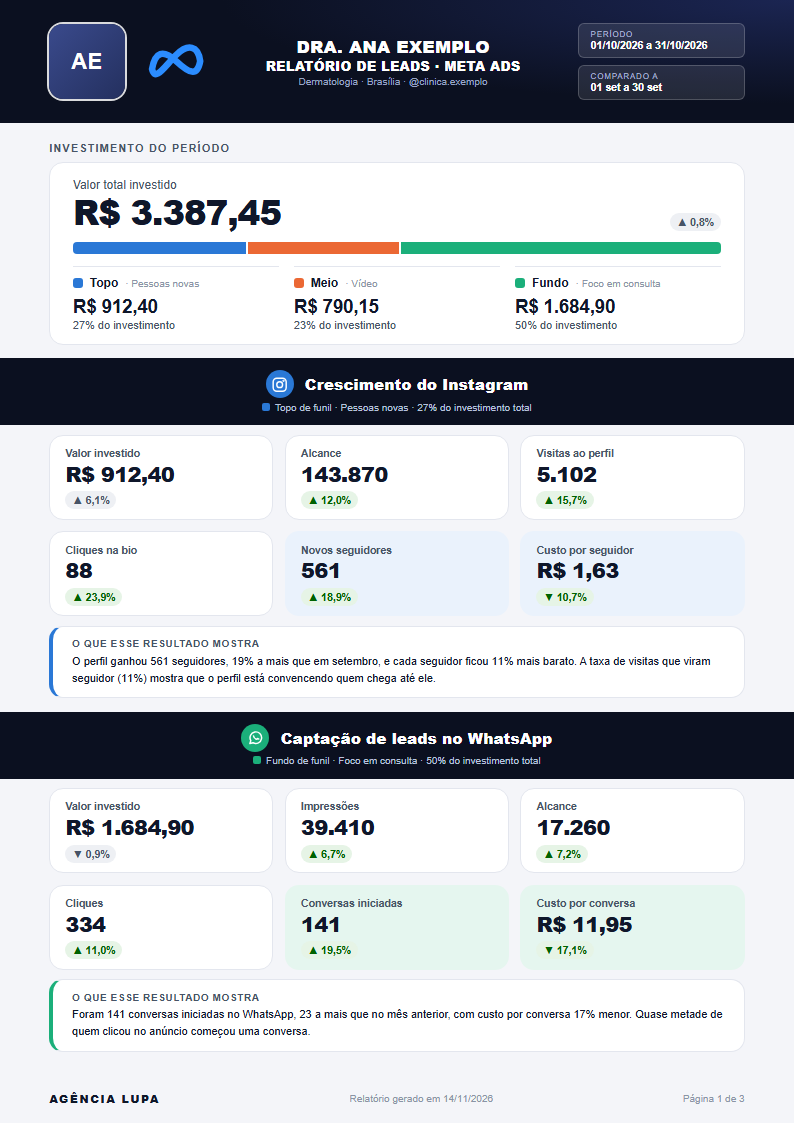 AE
DRA. ANA EXEMPLO
RELATÓRIO DE LEADS · META ADS
Dermatologia · Brasília · @clinica.exemplo
PERÍODO
01/10/2026 a 31/10/2026
COMPARADO A
01 set a 30 set
INVESTIMENTO DO PERÍODO
Valor total investido
R$ 3.387,45
▲ 0,8%
Topo · Pessoas novas
R$ 912,40
27% do investimento
Meio · Vídeo
R$ 790,15
23% do investimento
Fundo · Foco em consulta
R$ 1.684,90
50% do investimento
Crescimento do Instagram
Topo de funil · Pessoas novas · 27% do investimento total
Valor investido
R$ 912,40
▲ 6,1%
Alcance
143.870
▲ 12,0%
Visitas ao perfil
5.102
▲ 15,7%
Cliques na bio
88
▲ 23,9%
Novos seguidores
561
▲ 18,9%
Custo por seguidor
R$ 1,63
▼ 10,7%
O QUE ESSE RESULTADO MOSTRA
O perfil ganhou 561 seguidores, 19% a mais que em setembro, e cada seguidor ficou 11% mais barato. A taxa de visitas que viram
seguidor (11%) mostra que o perfil está convencendo quem chega até ele.
Captação de leads no WhatsApp
Fundo de funil · Foco em consulta · 50% do investimento total
Valor investido
R$ 1.684,90
▼ 0,9%
Impressões
39.410
▲ 6,7%
Alcance
17.260
▲ 7,2%
Cliques
334
▲ 11,0%
Conversas iniciadas
141
▲ 19,5%
Custo por conversa
R$ 11,95
▼ 17,1%
O QUE ESSE RESULTADO MOSTRA
Foram 141 conversas iniciadas no WhatsApp, 23 a mais que no mês anterior, com custo por conversa 17% menor. Quase metade de
quem clicou no anúncio começou uma conversa.
AGÊNCIA LUPA
Relatório gerado em 14/11/2026
Página 1 de 3